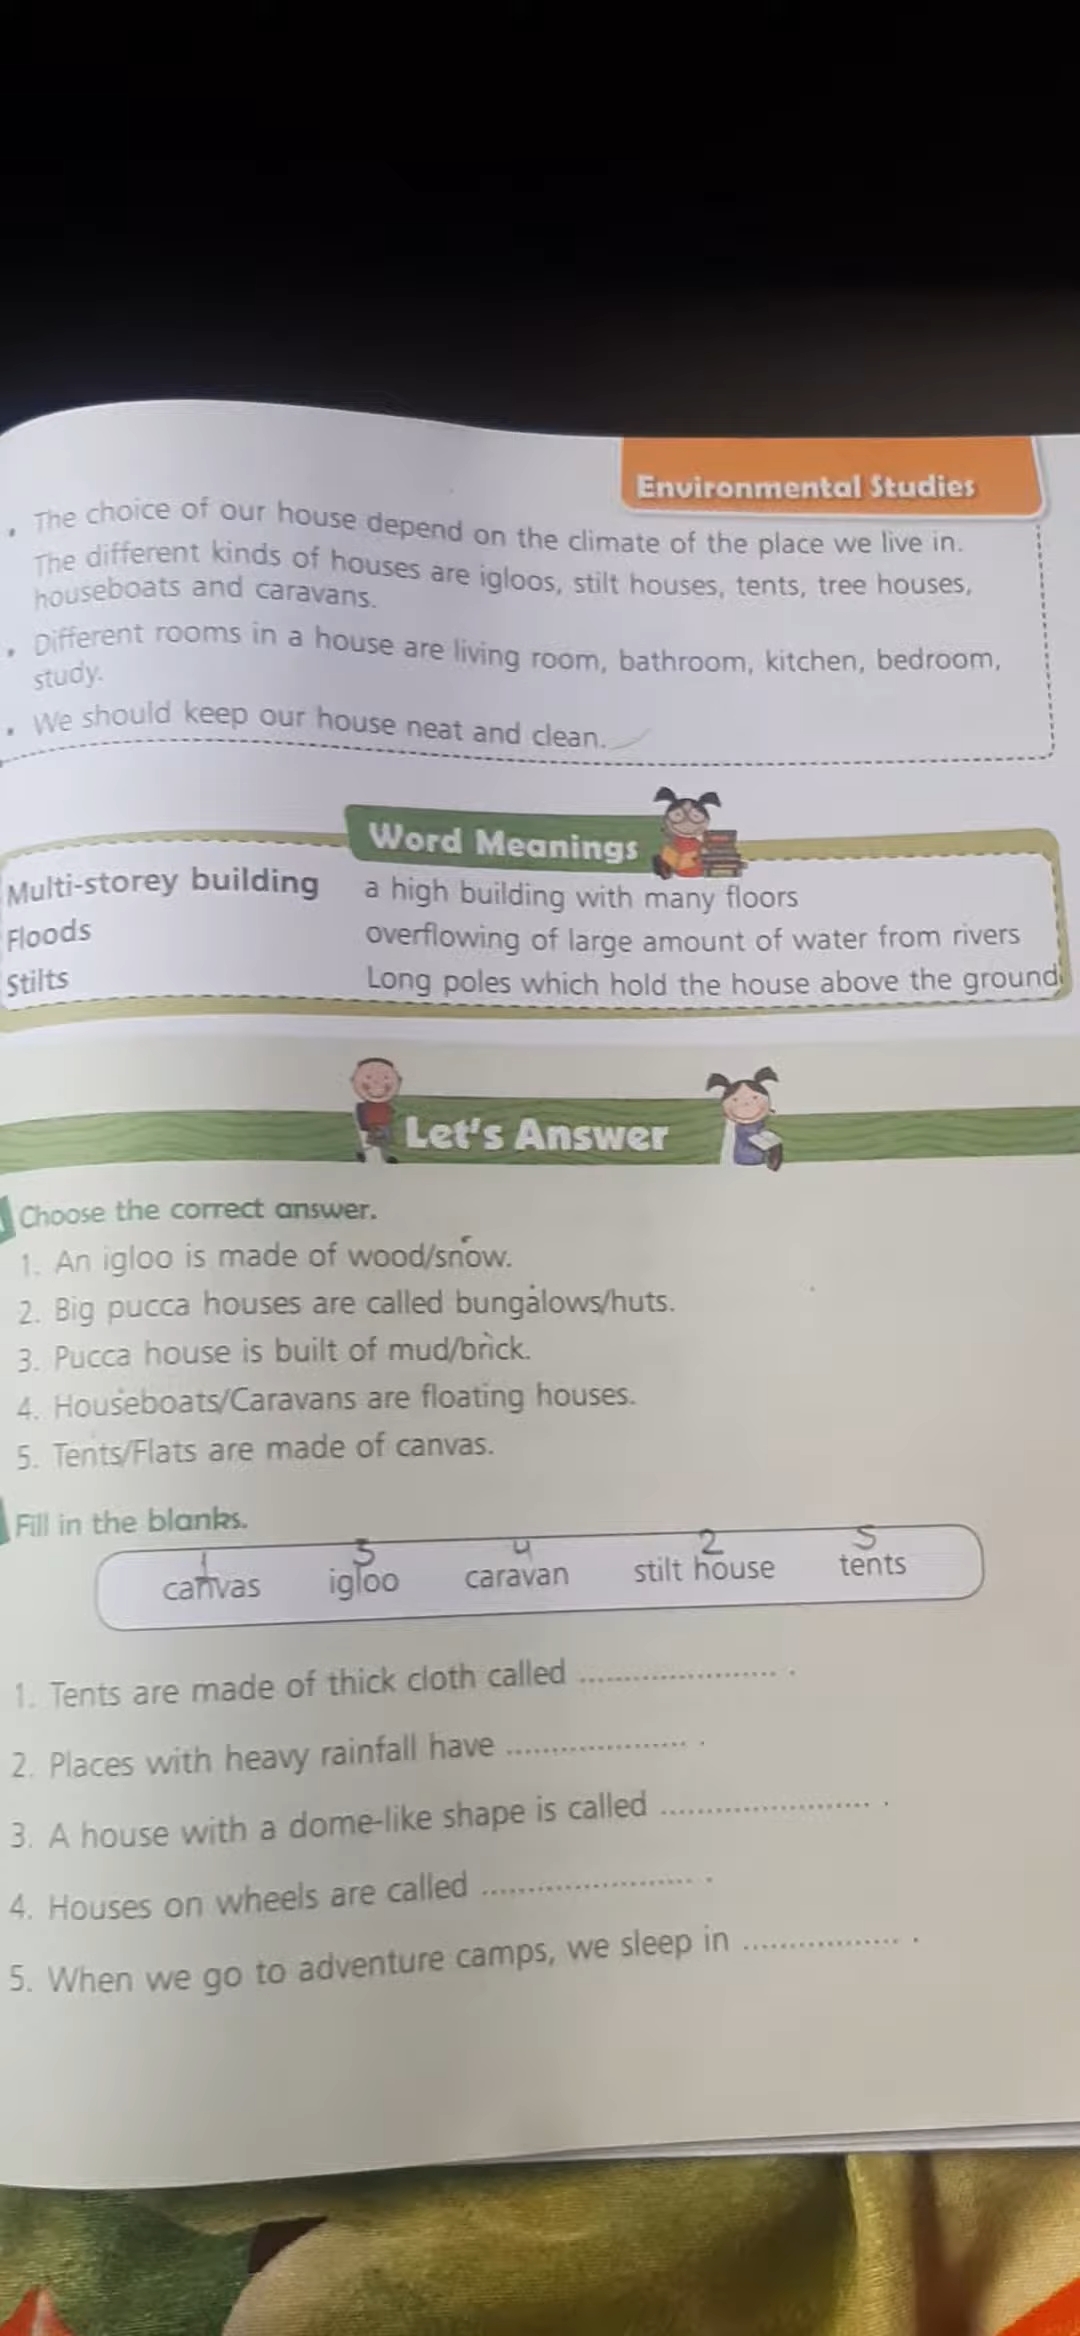 Environmental Studies
• The choice of our house depend on the climate of the place we live in.
The different kinds of houses are igloos, stilt houses, tents, tree houses,
houseboats and caravans.
• Different rooms in a house are living room, bathroom, kitchen, bedroom,
study.
• We should keep our house neat and clean.
Word Meanings
Multi-storey building a high building with many floors
Floods overflowing of large amount of water from rivers
Stilts Long poles which hold the house above the ground
Let's Answer
Choose the correct answer.
1. An igloo is made of wood/snow.
2. Big pucca houses are called bungalows/huts.
3. Pucca house is built of mud/brick.
4. Houseboats/Caravans are floating houses.
5. Tents/Flats are made of canvas.
Fill in the blanks.
1 3 4 2 5
canvas igloo caravan stilt house tents
1. Tents are made of thick cloth called ...................... .
2. Places with heavy rainfall have .................... .
3. A house with a dome-like shape is called ....................... .
4. Houses on wheels are called ....................... .
5. When we go to adventure camps, we sleep in ................. .